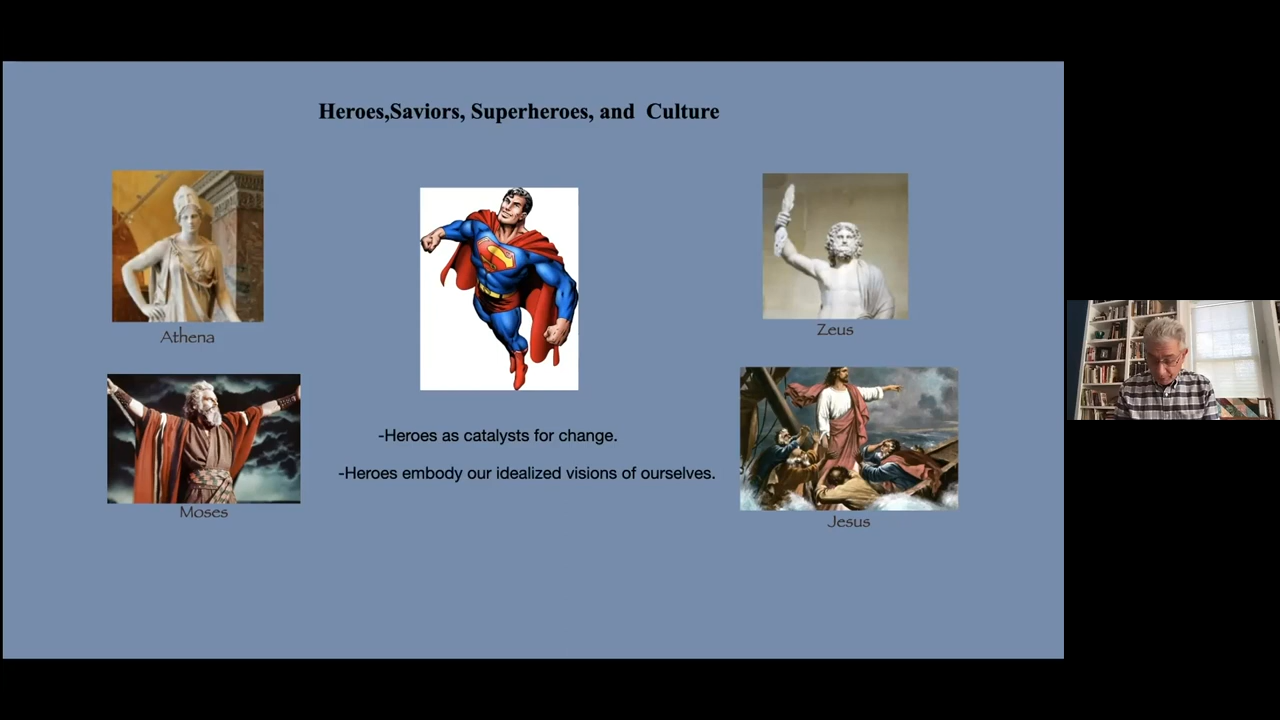 Heroes,Saviors, Superheroes, and  Culture
Athena
Zeus
-Heroes as catalysts for change.
-Heroes embody our idealized visions of ourselves.
Moses
Jesus